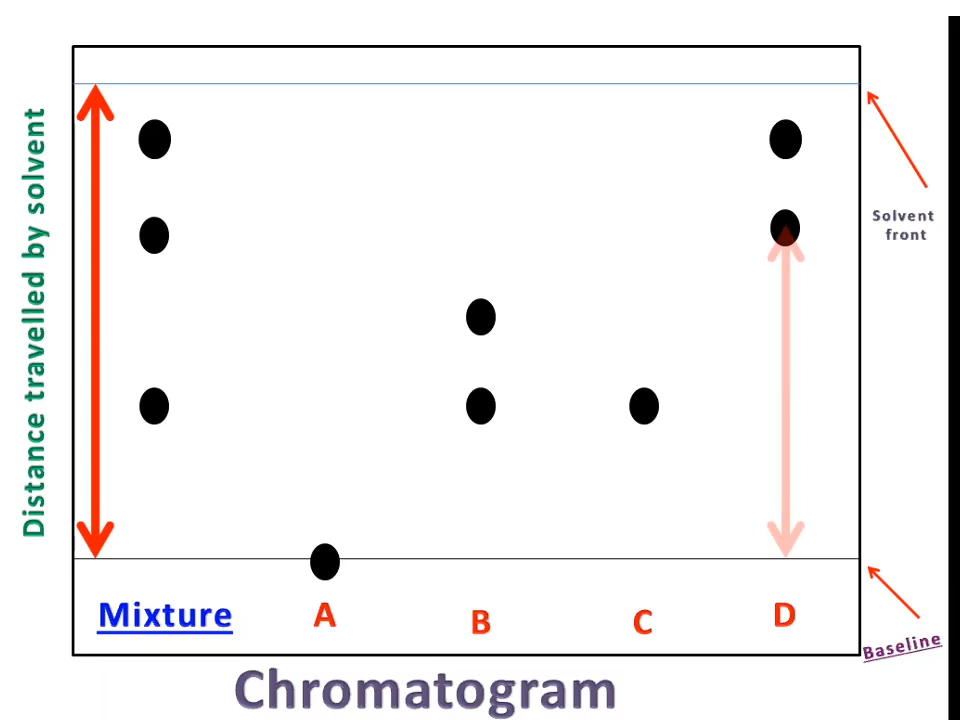 Distance travelled by solvent
Solvent
front
Mixture
A
B
C
D
Baseline
Chromatogram